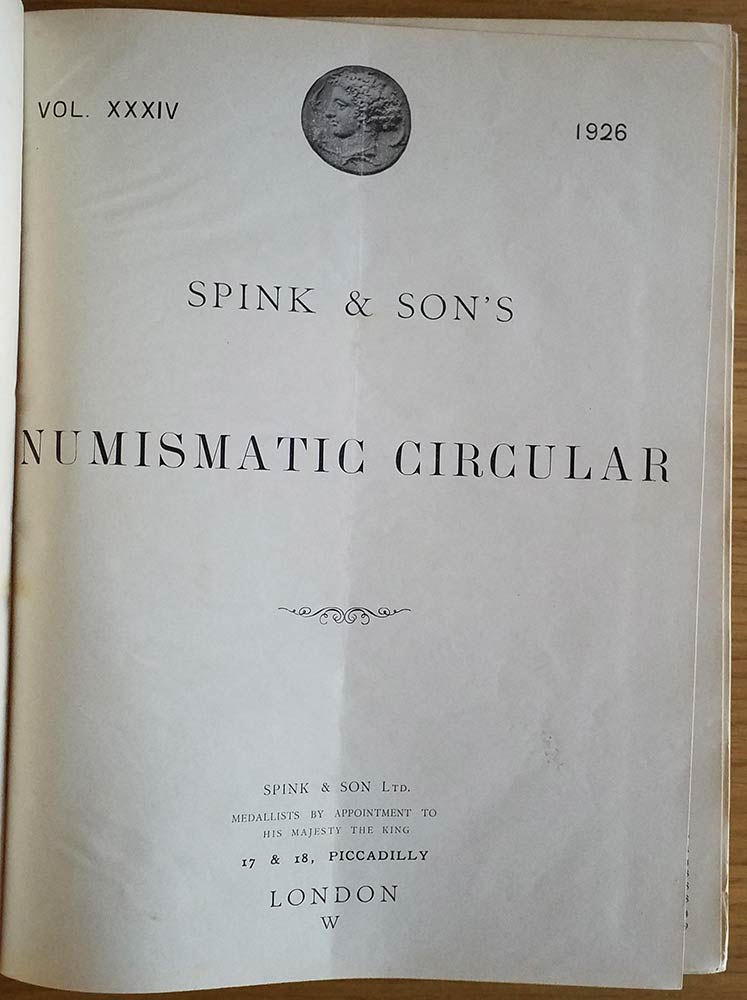 VOL. XXXIV
1926
SPINK & SON'S
NUMISMATIC CIRCULAR
SPINK & SON LTD.
MEDALLISTS BY APPOINTMENT TO
HIS MAJESTY THE KING
17 & 18, PICCADILLY
LONDON
W